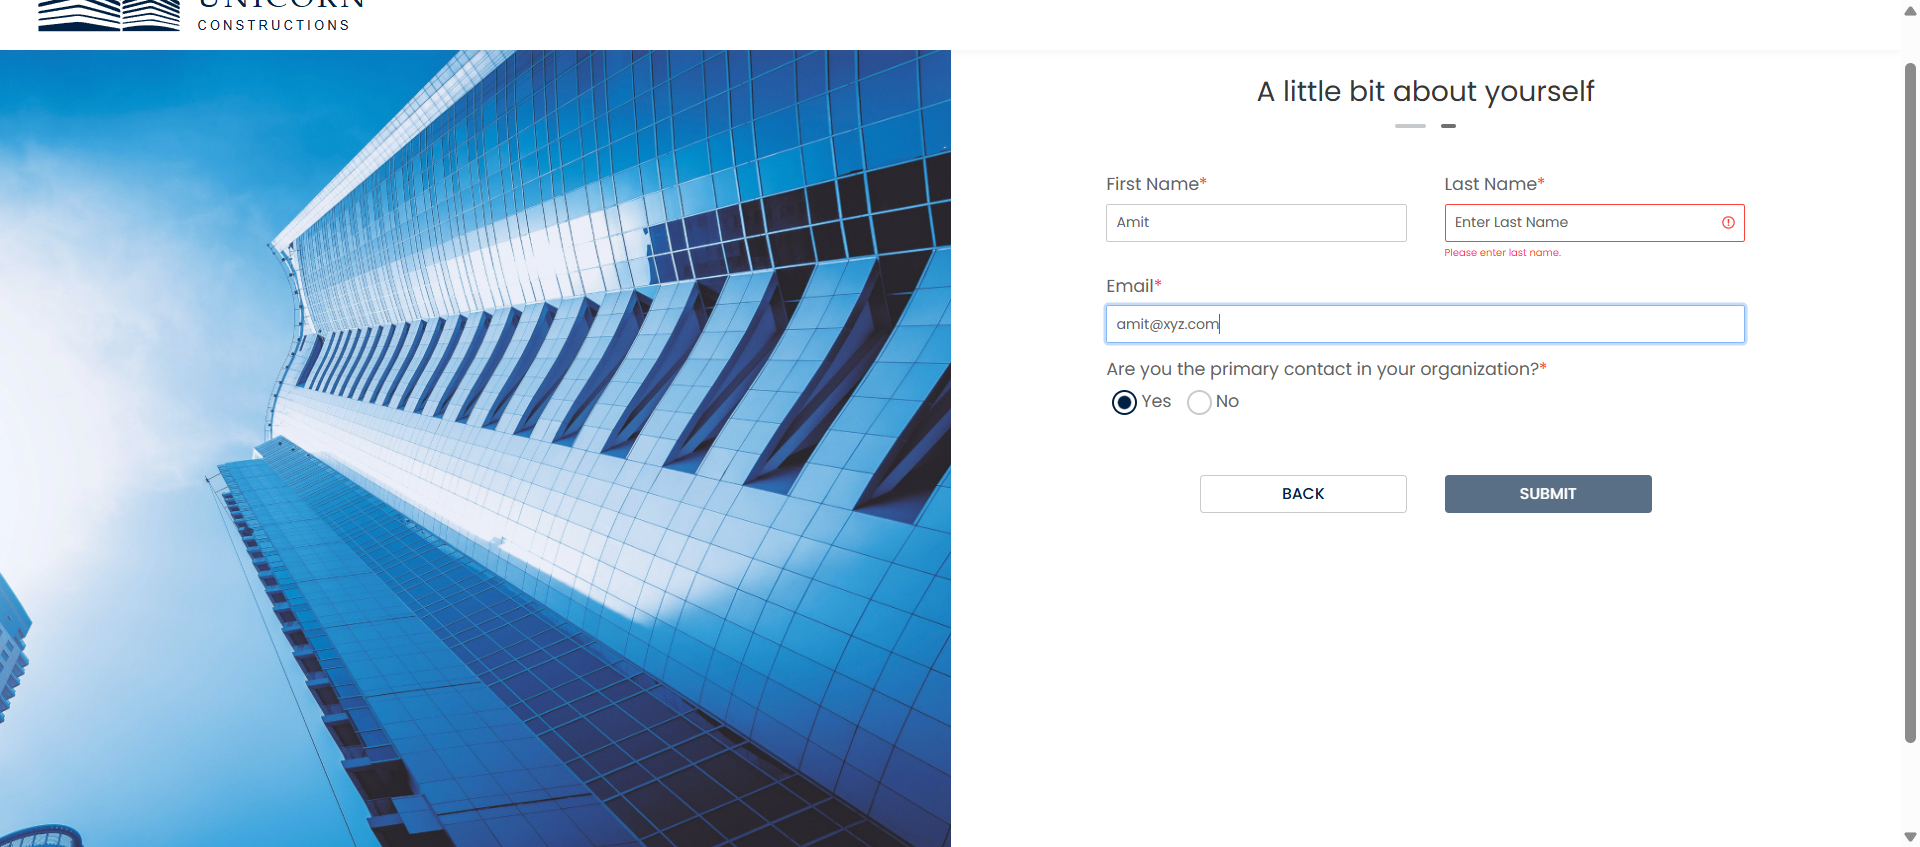 UNICORN
CONSTRUCTIONS
A little bit about yourself
First Name* Last Name*
Amit Enter Last Name
Please enter last name.
Email*
amit@xyz.com
Are you the primary contact in your organization?*
Yes No
BACK SUBMIT